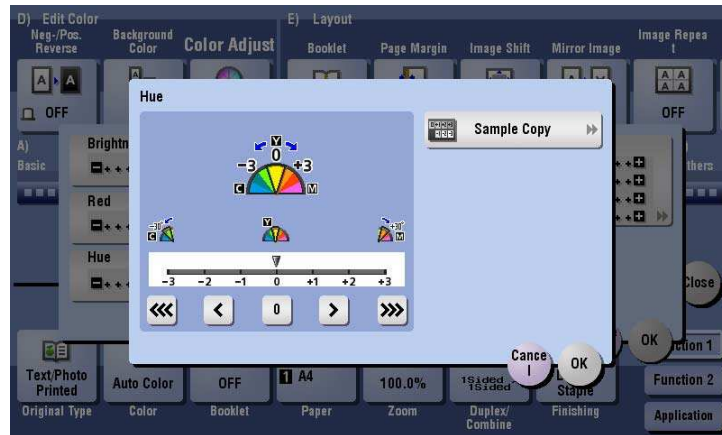 D) Edit Color
E) Layout
Neg-/Pos.
Reverse
Background
Color
Color Adjust
Booklet
Page Margin
Image Shift
Mirror Image
Image Repea
t
OFF
OFF
Hue
Sample Copy
Y
-3
0
+3
C
M
Y
C
M
-3
-2
-1
0
+1
+2
+3
0
Cance
l
OK
A)
Basic
Brightn
Red
Hue
thers
Close
OK
ction 1
Text/Photo
Printed
Auto Color
OFF
1 A4
100.0%
1Sided
1Sided
Staple
Function 2
Original Type
Color
Booklet
Paper
Zoom
Duplex/
Combine
Finishing
Application